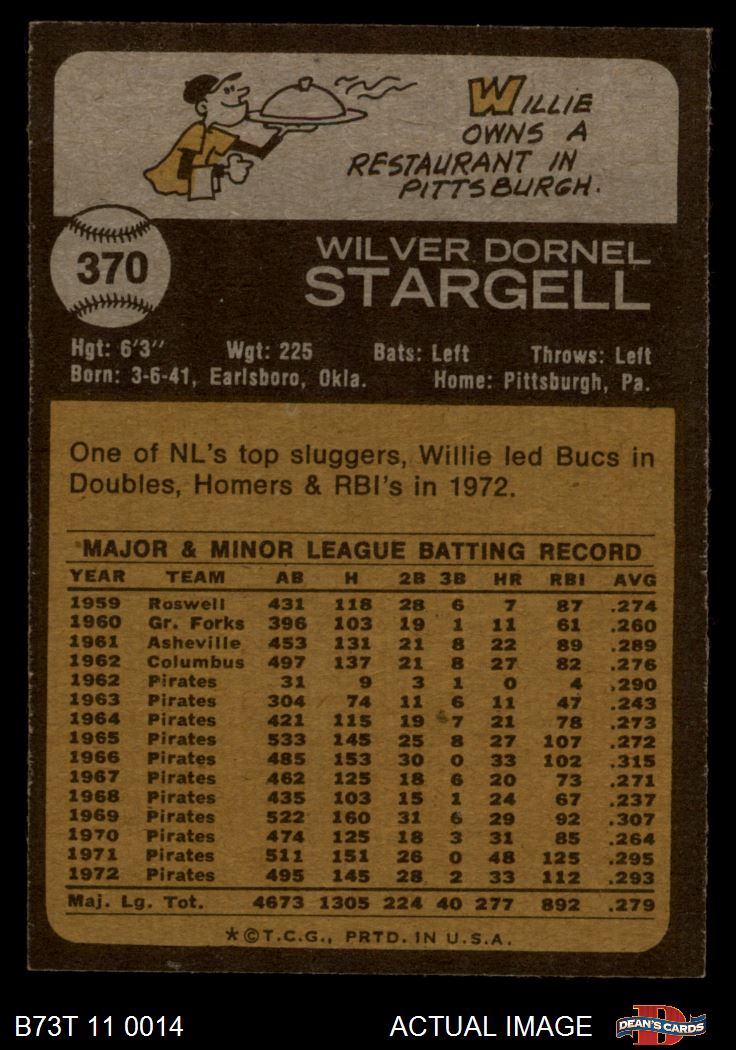 WILLIE
OWNS A
RESTAURANT IN
PITTSBURGH.
370
WILVER DORNEL
STARGELL
Hgt: 6'3" Wgt: 225 Bats: Left Throws: Left
Born: 3-6-41, Earlsboro, Okla. Home: Pittsburgh, Pa.
One of NL's top sluggers, Willie led Bucs in
Doubles, Homers & RBI's in 1972.
MAJOR & MINOR LEAGUE BATTING RECORD
YEAR TEAM AB H 2B 3B HR RBI AVG
1959 Roswell 431 118 28 6 7 87 .274
1960 Gr. Forks 396 103 19 1 11 61 .260
1961 Asheville 453 131 21 8 22 89 .289
1962 Columbus 497 137 21 8 27 82 .276
1962 Pirates 31 9 3 1 0 4 .290
1963 Pirates 304 74 11 6 11 47 .243
1964 Pirates 421 115 19 7 21 78 .273
1965 Pirates 533 145 25 8 27 107 .272
1966 Pirates 485 153 30 0 33 102 .315
1967 Pirates 462 125 18 6 20 73 .271
1968 Pirates 435 103 15 1 24 67 .237
1969 Pirates 522 160 31 6 29 92 .307
1970 Pirates 474 125 18 3 31 85 .264
1971 Pirates 511 151 26 0 48 125 .295
1972 Pirates 495 145 28 2 33 112 .293
Maj. Lg. Tot. 4673 1305 224 40 277 892 .279
*©T.C.G., PRTD. IN U.S.A.
B73T 11 0014 ACTUAL IMAGE D DEAN'S CARDS